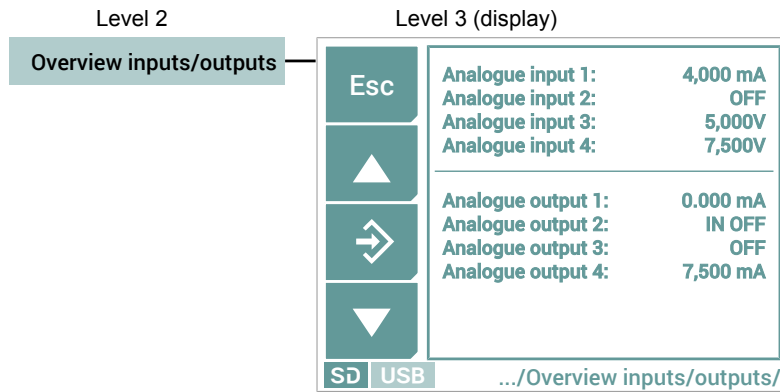 Level 2
Level 3 (display)
Overview inputs/outputs
Esc
Analogue input 1: 4,000 mA
Analogue input 2: OFF
Analogue input 3: 5,000V
Analogue input 4: 7,500V
Analogue output 1: 0.000 mA
Analogue output 2: IN OFF
Analogue output 3: OFF
Analogue output 4: 7,500 mA
SD USB
.../Overview inputs/outputs/